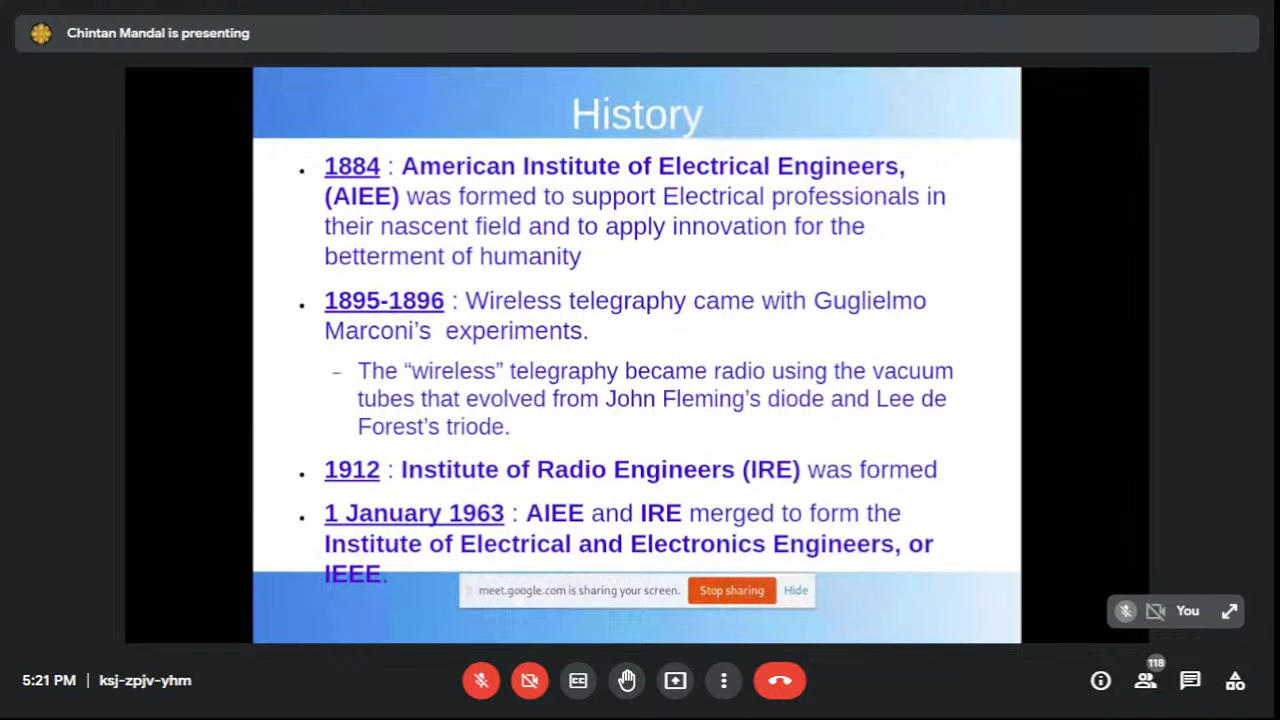 Chintan Mandal is presenting
History
1884 : American Institute of Electrical Engineers,
(AIEE) was formed to support Electrical professionals in
their nascent field and to apply innovation for the
betterment of humanity
1895-1896 : Wireless telegraphy came with Guglielmo
Marconi’s experiments.
– The “wireless” telegraphy became radio using the vacuum
tubes that evolved from John Fleming’s diode and Lee de
Forest’s triode.
1912 : Institute of Radio Engineers (IRE) was formed
1 January 1963 : AIEE and IRE merged to form the
Institute of Electrical and Electronics Engineers, or
IEEE.
meet.google.com is sharing your screen. Stop sharing Hide
You
5:21 PM | ksj-zpjv-yhm
118